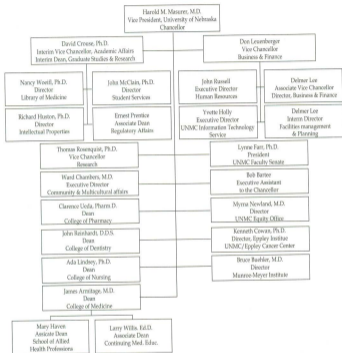 Harold M. Maurer, M.D.
Vice President, University of Nebraska
Chancellor
David Crouse, Ph.D.
Interim Vice Chancellor, Academic Affairs
Interim Dean, Graduate Studies & Research
Don Leuenberger
Vice Chancellor
Business & Finance
Nancy Woelfl, Ph.D.
Director
Library of Medicine
John McClain, Ph.D.
Director
Student Services
John Russell
Executive Director
Human Resources
Delmer Lee
Associate Vice Chancellor
Director, Business & Finance
Richard Huston, Ph.D.
Director
Intellectual Properties
Ernest Prentice
Associate Dean
Regulatory Affairs
Yvette Holly
Executive Director
UNMC Information Technology
Service
Delmer Lee
Interim Director
Facilities management
& Planning
Thomas Rosenquist, Ph.D.
Vice Chancellor
Research
Lynne Farr, Ph.D.
President
UNMC Faculty Senate
Ward Chambers, M.D.
Executive Director
Community & Multicultural affairs
Bob Bartee
Executive Assistant
to the Chancellor
Clarence Ueda, Pharm D.
Dean
College of Pharmacy
Myrna Newland, M.D.
Director
UNMC Equity Office
John Reinhardt, D.D.S.
Dean
College of Dentistry
Kenneth Cowan, Ph.D.
Director, Eppley Institue
UNMC/Eppley Cancer Center
Ada Lindsey, Ph.D.
Dean
College of Nursing
Bruce Buehler, M.D.
Director
Munroe-Meyer Institute
James Armitage, M.D.
Dean
College of Medicine
Mary Haven
Assicate Dean
School of Allied
Health Professions
Larry Wilbs. Ed.D.
Associate Dean
Continuing Med. Educ.